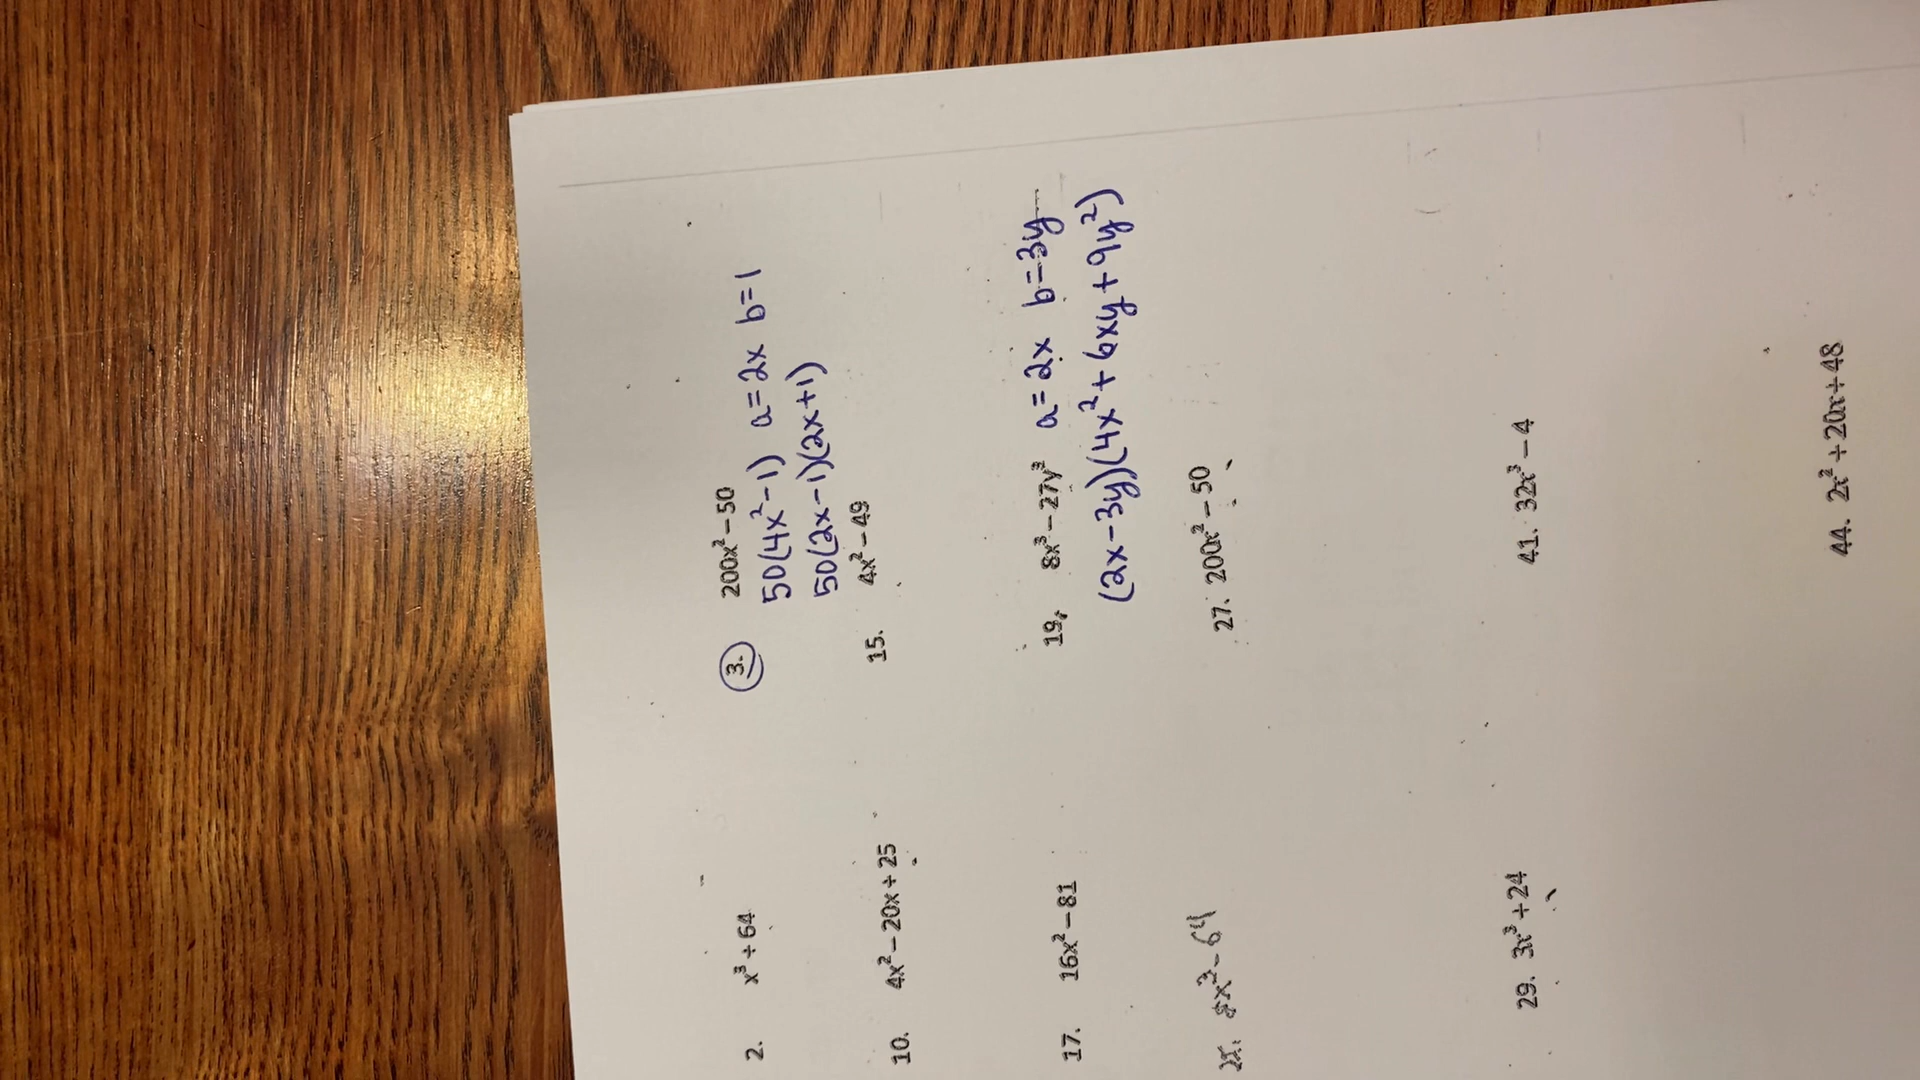 2. x³ + 64
3. 200x² – 50
50(4x²-1) a=2x b=1
50(2x-1)(2x+1)
10. 4x² – 20x + 25
15. 4x² – 49
17. 16x² – 81
19. 8x³ – 27y³ a=2x b=3y
(2x-3y)(4x²+6xy+9y²)
27. 200x² – 50
29. 3x³ + 24
41. 32x³ – 4
44. 2x² + 20x + 48